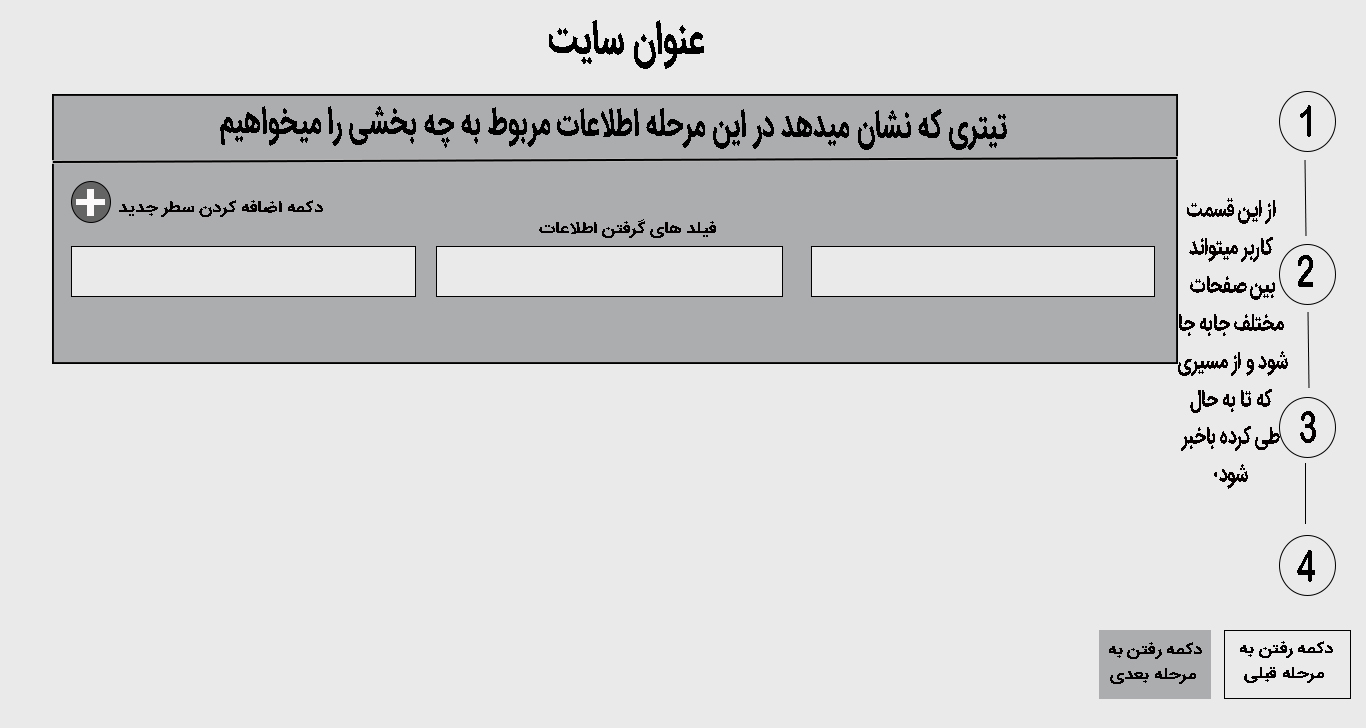 عنوان سایت
تیتری که نشان میدهد در این مرحله اطلاعات مربوط به چه بخشی را میخواهیم
دکمه اضافه کردن سطر جدید
فیلد های گرفتن اطلاعات
1
2
3
4
از این قسمت
کاربر میتواند
بین صفحات
مختلف جابه جا
شود و از مسیری
که تا به حال
طی کرده باخبر
شود.
دکمه رفتن به
مرحله قبلی
دکمه رفتن به
مرحله بعدی